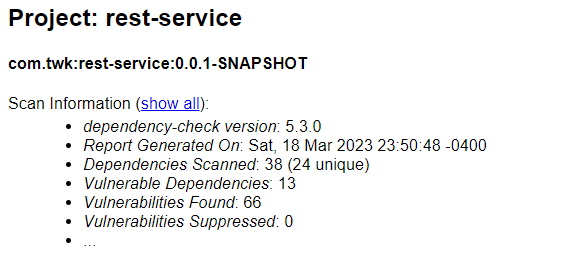 Project: rest-service
com.twk:rest-service:0.0.1-SNAPSHOT
Scan Information (show all):
• dependency-check version: 5.3.0
• Report Generated On: Sat, 18 Mar 2023 23:50:48 -0400
• Dependencies Scanned: 38 (24 unique)
• Vulnerable Dependencies: 13
• Vulnerabilities Found: 66
• Vulnerabilities Suppressed: 0
• ...